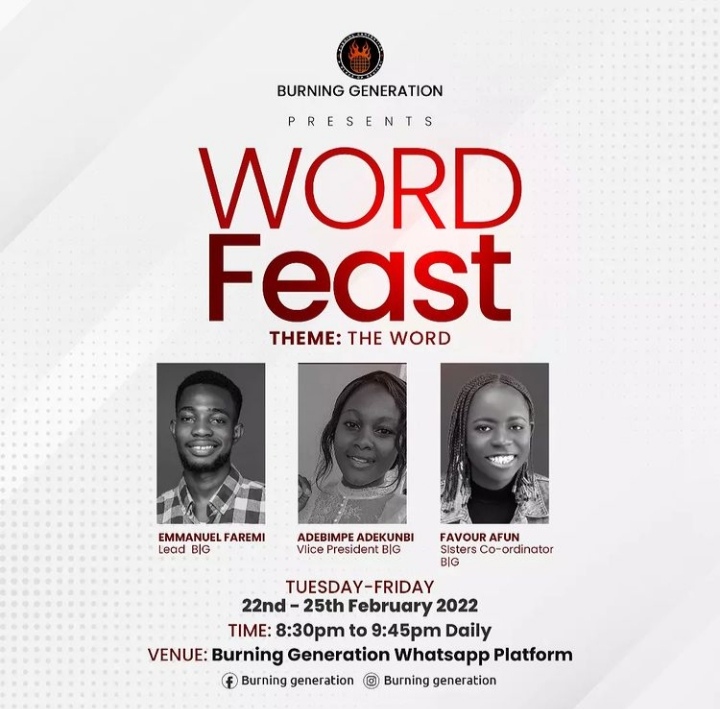 BURNING GENERATION
PRESENTS
WORD
Feast
THEME: THE WORD
EMMANUEL FAREMI
Lead B|G
ADEBIMPE ADEKUNBI
VIice President B|G
FAVOUR AFUN
SIsters Co-ordinator
B|G
TUESDAY-FRIDAY
22nd - 25th February 2022
TIME: 8:30pm to 9:45pm Daily
VENUE: Burning Generation Whatsapp Platform
Burning generation Burning generation